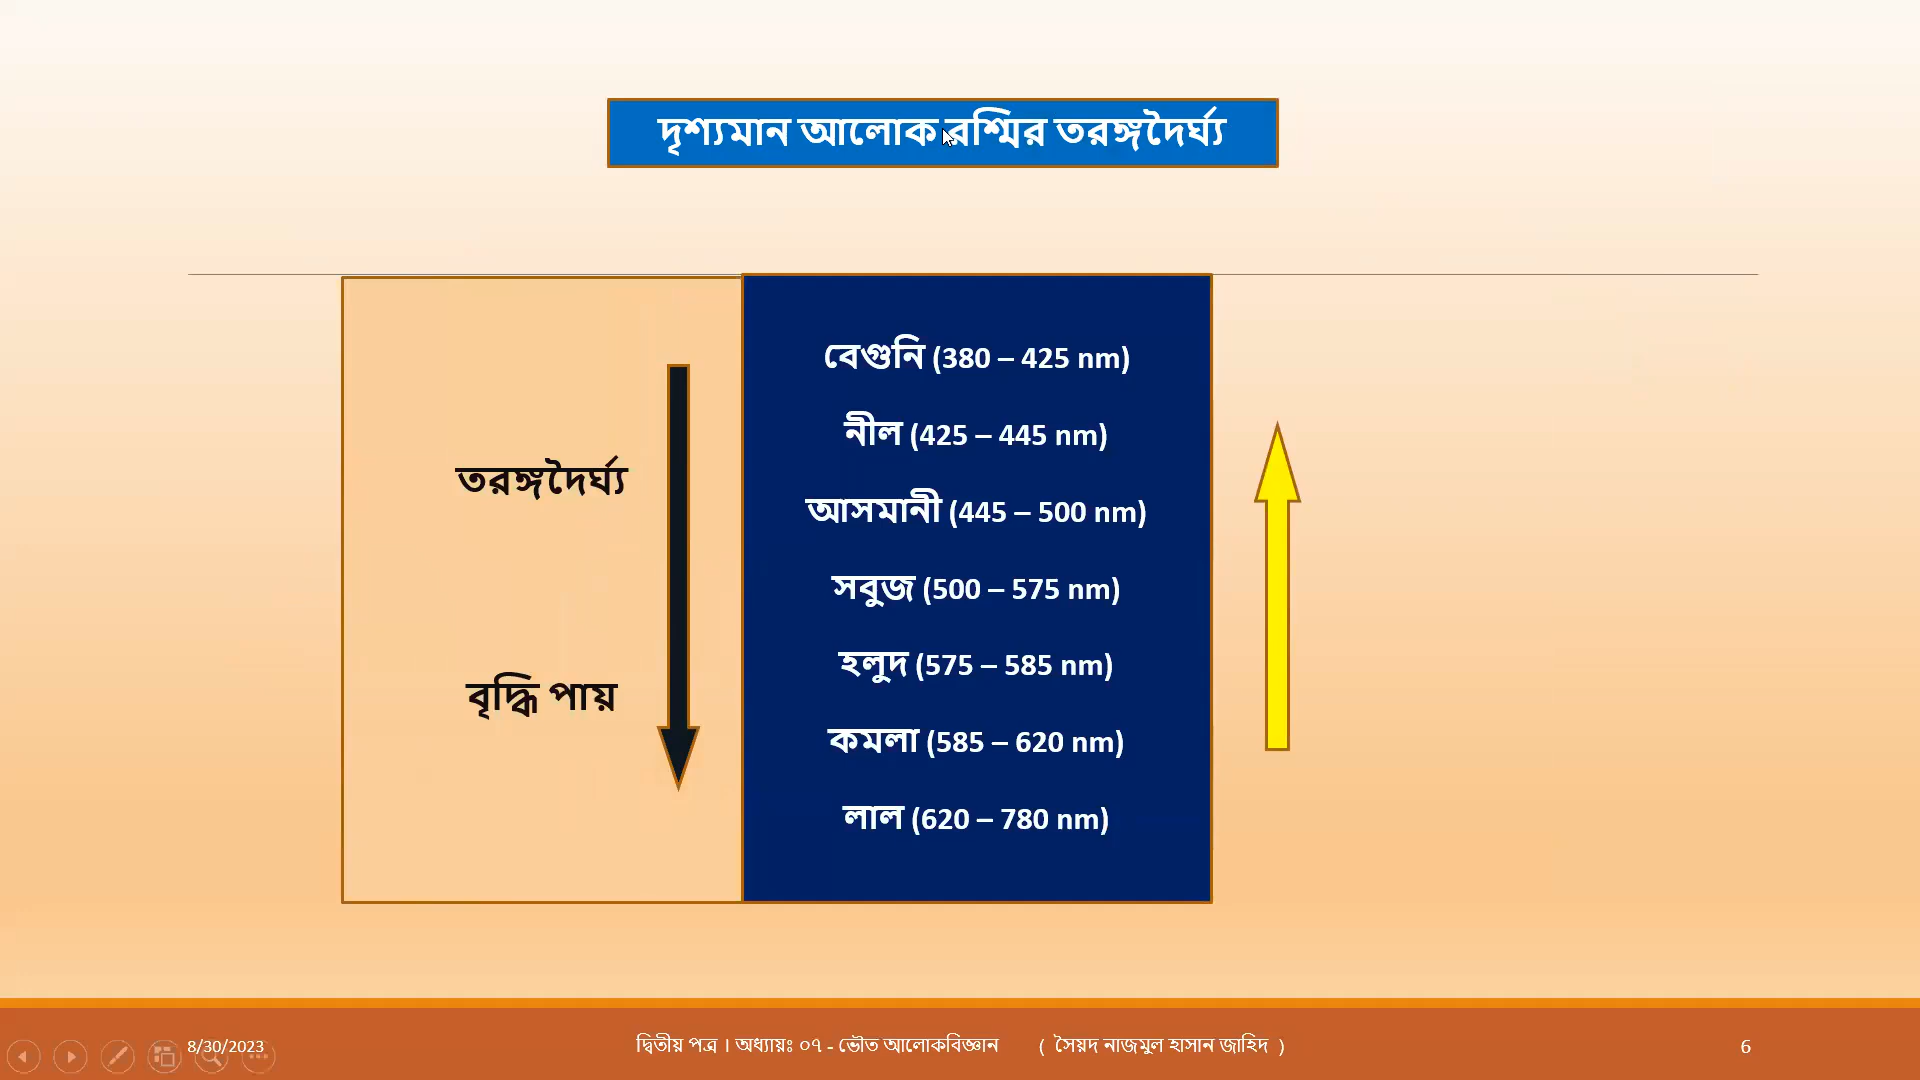 দৃশ্যমান আলোক রশ্মির তরঙ্গদৈর্ঘ্য
তরঙ্গদৈর্ঘ্য
বৃদ্ধি পায়
বেগুনি (380 – 425 nm)
নীল (425 – 445 nm)
আসমানী (445 – 500 nm)
সবুজ (500 – 575 nm)
হলুদ (575 – 585 nm)
কমলা (585 – 620 nm)
লাল (620 – 780 nm)
8/30/2023
দ্বিতীয় পত্র । অধ্যায়ঃ ০৭ - ভৌত আলোকবিজ্ঞান ( সৈয়দ নাজমুল হাসান জাহিদ )
6